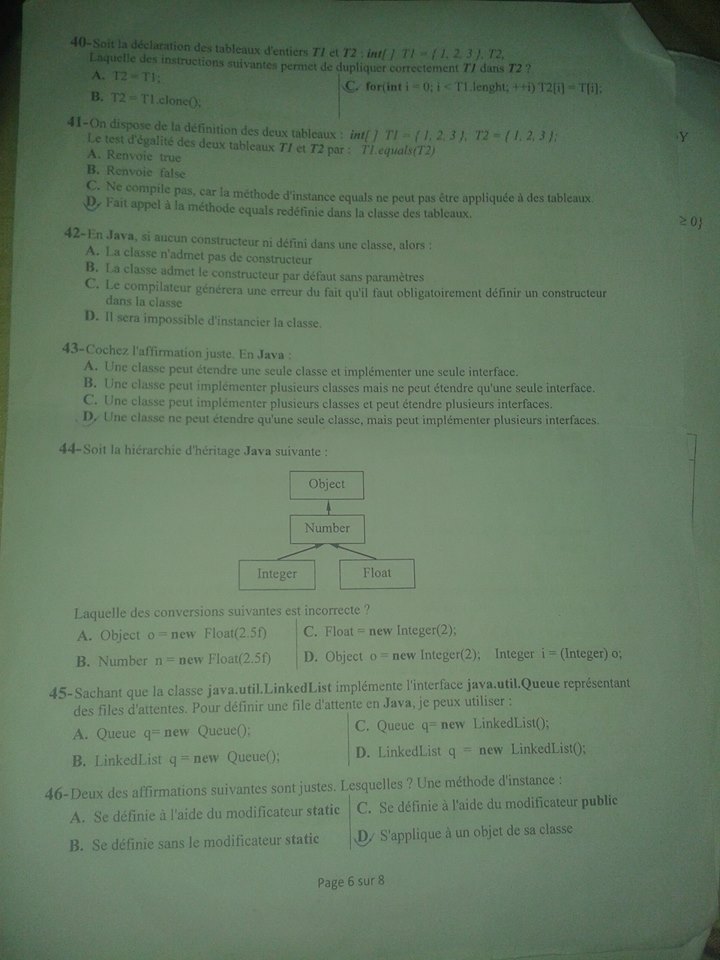 40-Soit la déclaration des tableaux d'entiers T1 et T2 : int[ ] T1 = { 1, 2, 3 }, T2,
Laquelle des instructions suivantes permet de dupliquer correctement T1 dans T2 ?
A. T2 = T1;
C. for(int i = 0; i < T1.lenght; ++i) T2[i] = T[i];
B. T2 = T1.clone();
41-On dispose de la définition des deux tableaux : int[ ] T1 = { 1, 2, 3 }, T2 = { 1, 2, 3 };
Le test d'égalité des deux tableaux T1 et T2 par : T1.equals(T2)
A. Renvoie true
B. Renvoie false
C. Ne compile pas, car la méthode d'instance equals ne peut pas être appliquée à des tableaux.
D. Fait appel à la méthode equals redéfinie dans la classe des tableaux.
42-En Java, si aucun constructeur ni défini dans une classe, alors :
A. La classe n'admet pas de constructeur
B. La classe admet le constructeur par défaut sans paramètres
C. Le compilateur générera une erreur du fait qu'il faut obligatoirement définir un constructeur
dans la classe
D. Il sera impossible d'instancier la classe.
43-Cochez l'affirmation juste. En Java :
A. Une classe peut étendre une seule classe et implémenter une seule interface.
B. Une classe peut implémenter plusieurs classes mais ne peut étendre qu'une seule interface.
C. Une classe peut implémenter plusieurs classes et peut étendre plusieurs interfaces.
D. Une classe ne peut étendre qu'une seule classe, mais peut implémenter plusieurs interfaces.
44-Soit la hiérarchie d'héritage Java suivante :
Object
Number
Integer
Float
Laquelle des conversions suivantes est incorrecte ?
A. Object o = new Float(2.5f)
C. Float = new Integer(2);
B. Number n = new Float(2.5f)
D. Object o = new Integer(2); Integer i = (Integer) o;
45-Sachant que la classe java.util.LinkedList implémente l'interface java.util.Queue représentant
des files d'attentes. Pour définir une file d'attente en Java, je peux utiliser :
A. Queue q= new Queue();
C. Queue q= new LinkedList();
B. LinkedList q = new Queue();
D. LinkedList q = new LinkedList();
46-Deux des affirmations suivantes sont justes. Lesquelles ? Une méthode d'instance :
A. Se définie à l'aide du modificateur static
C. Se définie à l'aide du modificateur public
B. Se définie sans le modificateur static
D. S'applique à un objet de sa classe
Page 6 sur 8
Y
≥ 0}